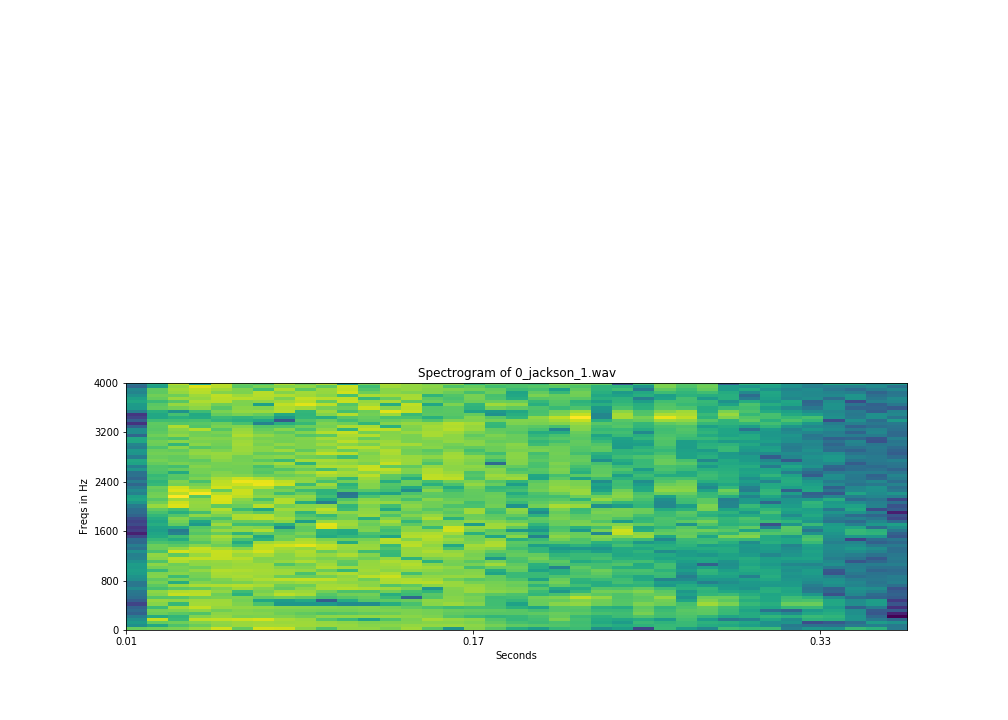 Spectrogram of 0_jackson_1.wav
Freqs in Hz
4000
3200
2400
1600
800
0
0.01 0.17 0.33
Seconds